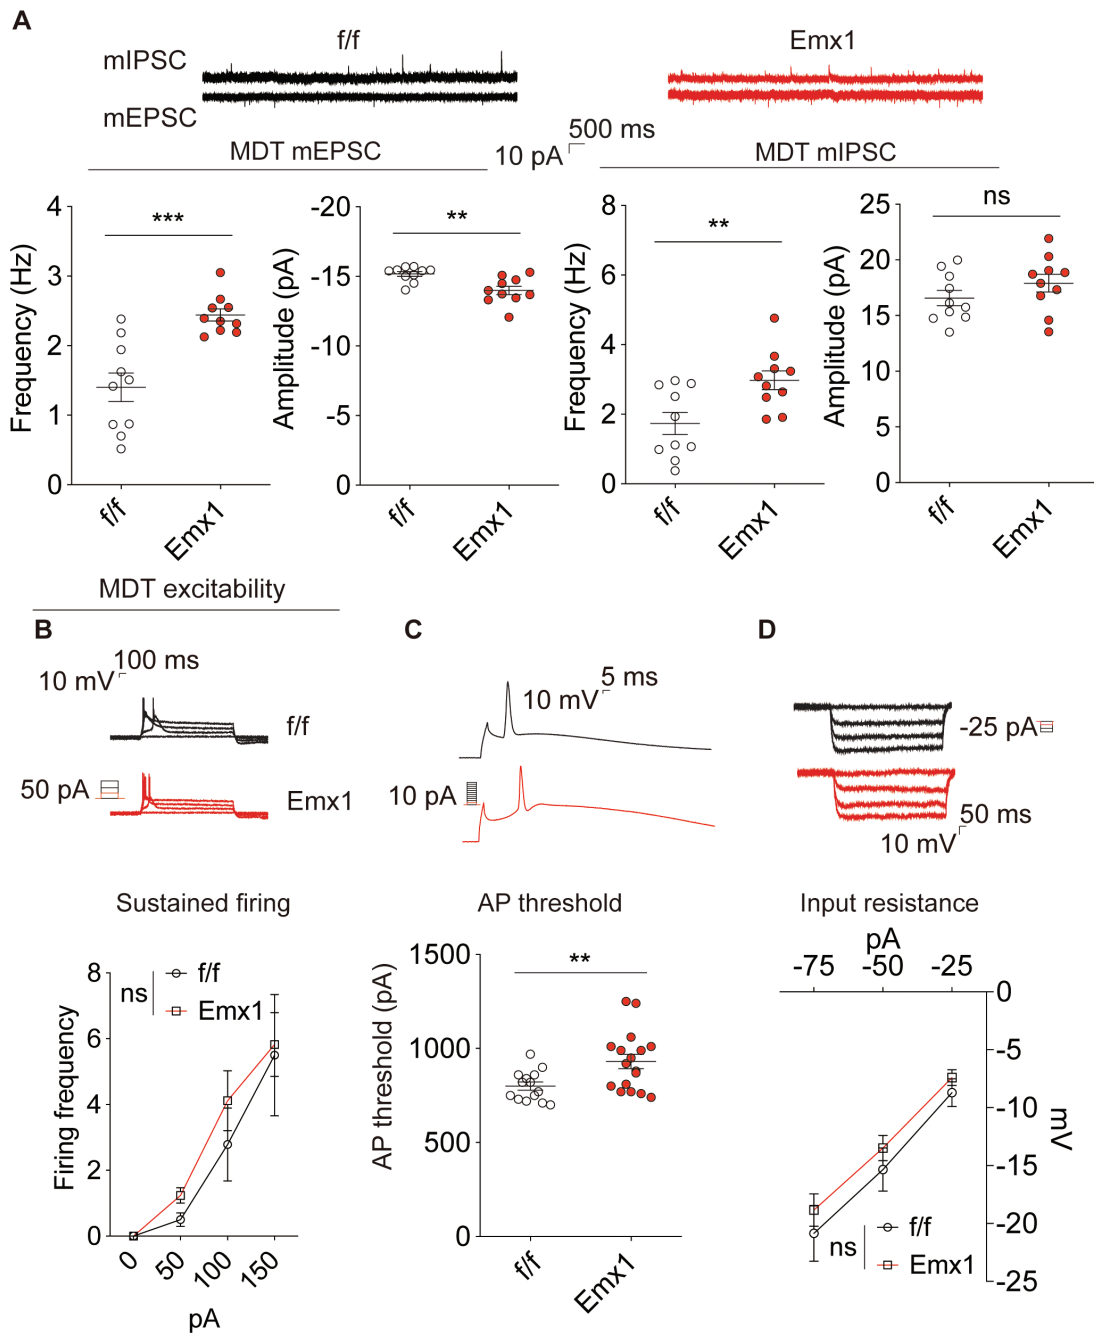 A
f/f
Emx1
mIPSC
mEPSC
500 ms
10 pA
MDT mEPSC
MDT mIPSC
4
3
2
1
0
Frequency (Hz)
***
f/f
Emx1
-20
-15
-10
-5
0
Amplitude (pA)
**
f/f
Emx1
8
6
4
2
0
Frequency (Hz)
**
f/f
Emx1
25
20
15
10
5
0
Amplitude (pA)
ns
f/f
Emx1
MDT excitability
B
100 ms
10 mV
f/f
50 pA
Emx1
C
5 ms
10 mV
10 pA
D
-25 pA
50 ms
10 mV
Sustained firing
8
6
4
2
0
Firing frequency
ns
f/f
Emx1
0
50
100
150
pA
AP threshold
1500
1000
500
0
AP threshold (pA)
**
f/f
Emx1
Input resistance
pA
-75
-50
-25
0
-5
-10
-15
-20
-25
mV
ns
f/f
Emx1